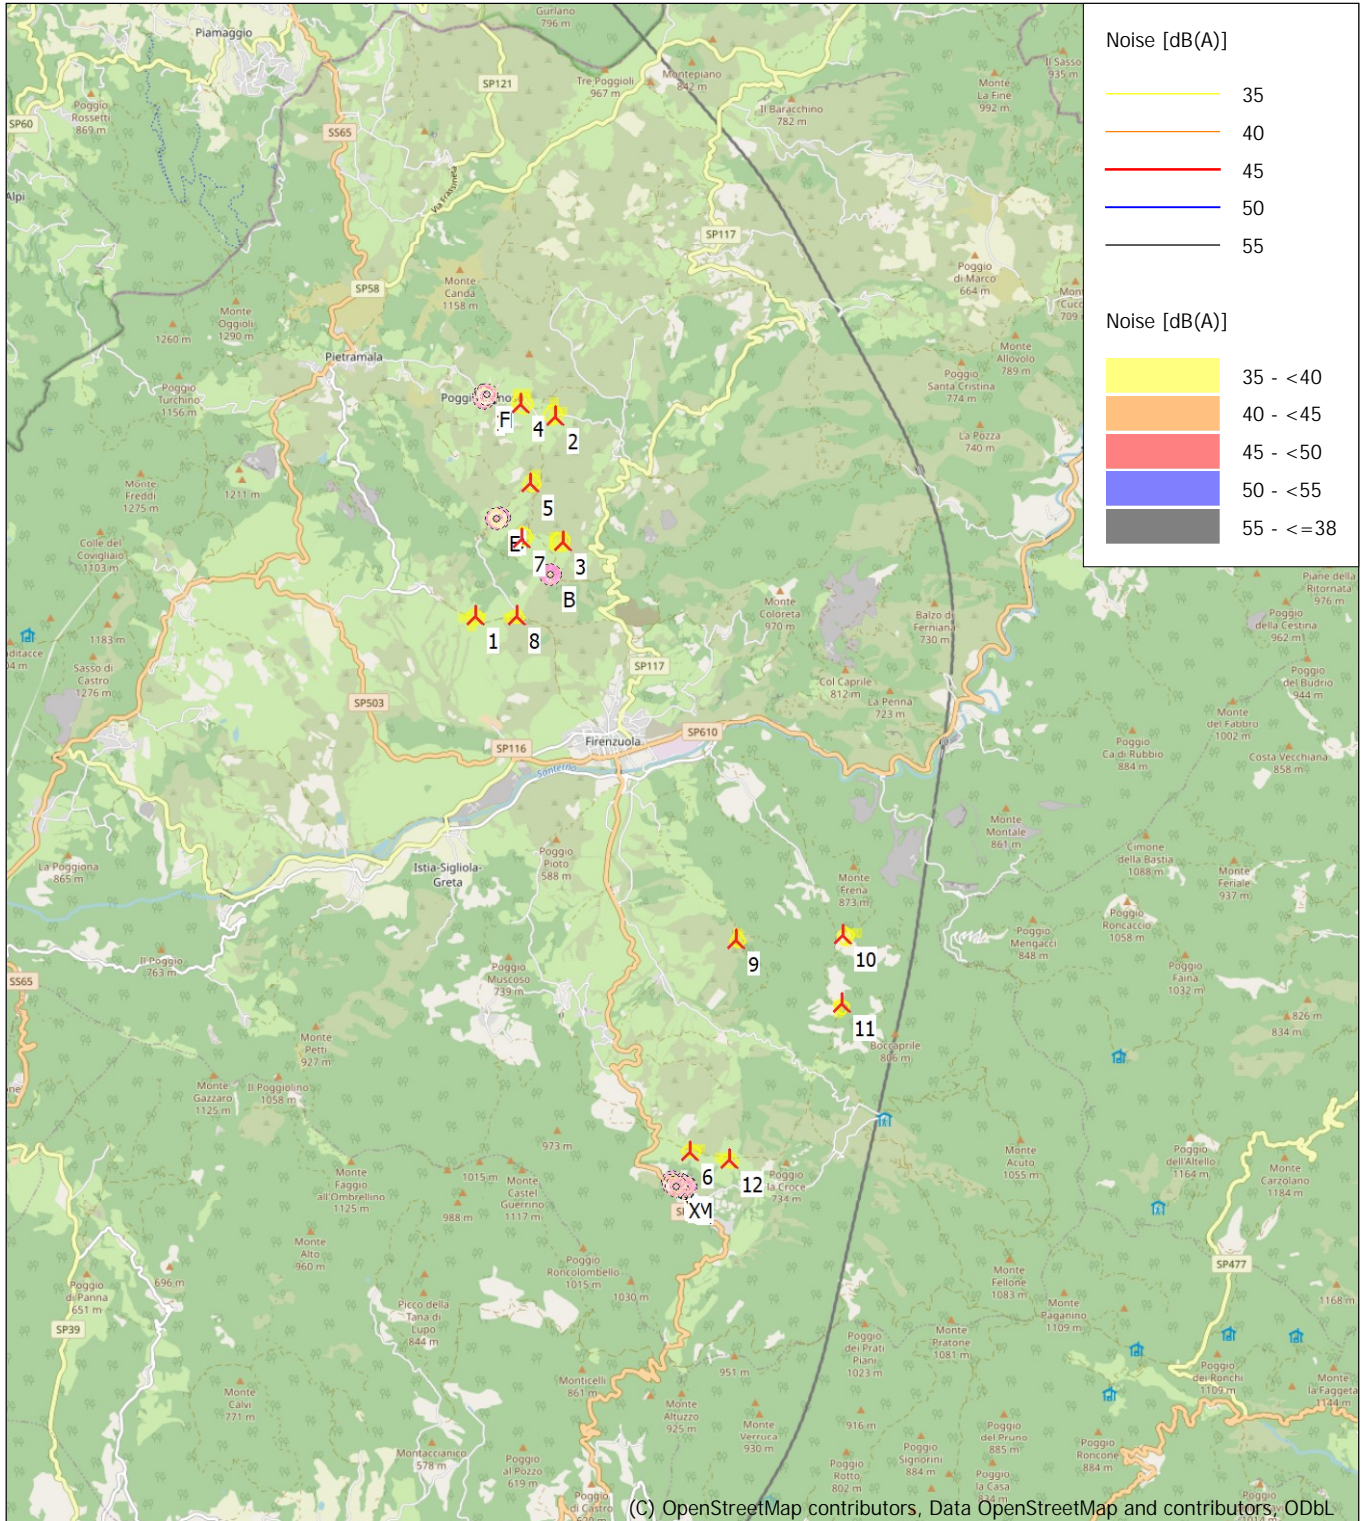 Noise [dB(A)]
35
40
45
50
55
Noise [dB(A)]
35 - <40
40 - <45
45 - <50
50 - <55
55 - <=38
Gurlano
796 m
Piamaggio
SP121
Tre Poggioli
967 m
Montepiano
842 m
Il Sasso
935 m
Monte
La Fine
992 m
Poggio
Rossetti
869 m
Il Baracchino
782 m
SP60
SS65
Alpi
Via Frassineta
SP117
Monte
Canda
1158 m
Poggio
di Marco
664 m
SP58
Monte
Oggioli
1290 m
1260 m
Pietramala
Monte
Allovolo
789 m
Poggio
Santa Cristina
774 m
Poggio
Turchino
1156 m
F
4
2
La Pozza
740 m
1211 m
Monte
Freddi
1275 m
5
Colle del
Covigliaio
1103 m
E
7
3
B
Piane della
Ritornata
976 m
Monte
Coloreta
970 m
Balzo di
Ferniana
730 m
Poggio
della Cestina
962 m
1183 m
1
8
Sasso di
Castro
1276 m
SP117
Col Caprile
812 m
La Penna
723 m
Poggio
del Budrio
944 m
SP503
Monte
del Fabbro
1002 m
Firenzuola
SP610
SP116
Santerno
Poggio
Ca di Rubbio
884 m
Costa Vecchiana
858 m
Monte
Montale
861 m
La Poggiona
865 m
Poggio
Pioto
588 m
Istia-Sigliola-
Greta
Cimone
della Bastia
1088 m
Monte
Frena
873 m
Monte
Feriale
937 m
Poggio
Roncaccio
1058 m
Poggio
Mengacci
848 m
9
10
Il Poggio
763 m
SS65
Poggio
Muscoso
739 m
Poggio
Faina
1032 m
11
826 m
834 m
Monte
Petti
927 m
Boccaprile
806 m
Monte
Gazzaro
1125 m
Il Poggiolino
1058 m
973 m
Monte
Acuto
1055 m
Poggio
dell'Altello
1164 m
Monte
Carzolano
1184 m
Monte
Faggio
all'Ombrellino
1125 m
1015 m
Monte
Castel
Guerrino
1117 m
6
12
Poggio
la Croce
734 m
988 m
XM
Monte
Alto
960 m
Poggio
Roncolombello
1015 m
1030 m
Monte
Fellone
1083 m
SP477
696 m
Poggio
di Panna
651 m
Picco della
Tana di
Lupo
844 m
Monte
Paganino
1109 m
1168 m
SP39
Poggio
dei Prati
Piani
1023 m
Monte
Pratone
1081 m
Poggio
dei Ronchi
1109 m
Monte
la Faggeta
1144 m
Monticelli
861 m
951 m
Monte
Calvi
771 m
Monte
Altuzzo
925 m
Monte
Verruca
930 m
916 m
Poggio
del Pruno
885 m
Montaccianico
578 m
Poggio
al Pozzo
619 m
Poggio
Signorini
884 m
Poggio
Roncone
884 m
Poggio
Rotto
802 m
Poggio
la Casa
834 m
Poggio
di Castro
(C) OpenStreetMap contributors, Data OpenStreetMap and contributors, ODbL